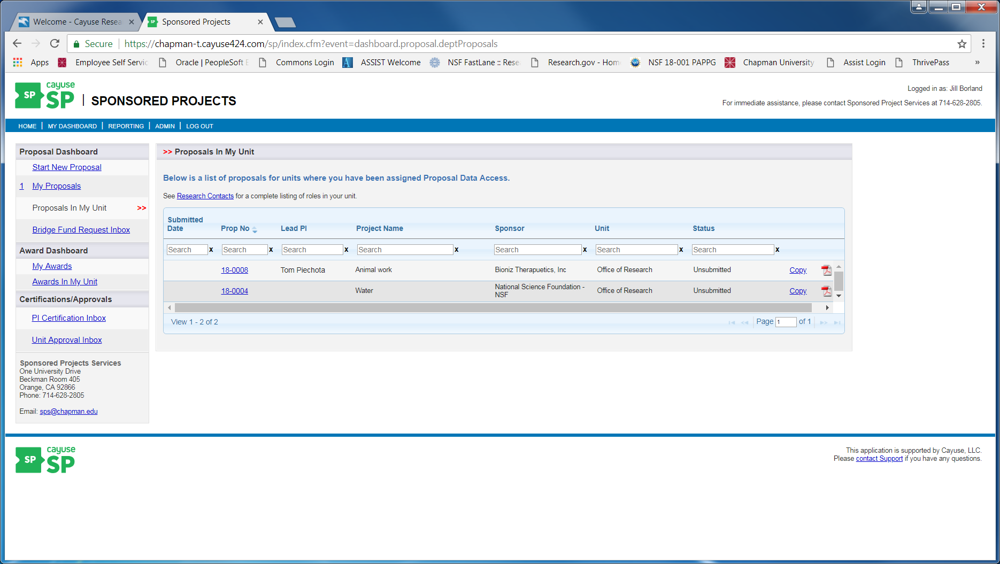 Welcome - Cayuse Resea
Sponsored Projects
Secure https://chapman-t.cayuse424.com/sp/index.cfm?event=dashboard.proposal.deptProposals
Apps Employee Self Servic Oracle | PeopleSoft E Commons Login ASSIST Welcome NSF FastLane :: Rese Research.gov - Hom NSF 18-001 PAPPG Chapman University Assist Login ThrivePass »
SP cayuse SP | SPONSORED PROJECTS
Logged in as: Jill Borland
For immediate assistance, please contact Sponsored Project Services at 714-628-2805.
HOME | MY DASHBOARD | REPORTING | ADMIN | LOG OUT
Proposal Dashboard
Start New Proposal
1 My Proposals
Proposals In My Unit >>
Bridge Fund Request Inbox
Award Dashboard
My Awards
Awards In My Unit
Certifications/Approvals
PI Certification Inbox
Unit Approval Inbox
Sponsored Projects Services
One University Drive
Beckman Room 405
Orange, CA 92866
Phone: 714-628-2805
Email: sps@chapman.edu
>> Proposals In My Unit
Below is a list of proposals for units where you have been assigned Proposal Data Access.
See Research Contacts for a complete listing of roles in your unit.
Submitted Date Prop No Lead PI Project Name Sponsor Unit Status
Search x Search x Search x Search x Search x Search x Search x
18-0008 Tom Piechota Animal work Bioniz Therapuetics, Inc Office of Research Unsubmitted Copy
18-0004 Water National Science Foundation - NSF Office of Research Unsubmitted Copy
View 1 - 2 of 2
Page 1 of 1
SP cayuse SP
This application is supported by Cayuse, LLC.
Please contact Support if you have any questions.